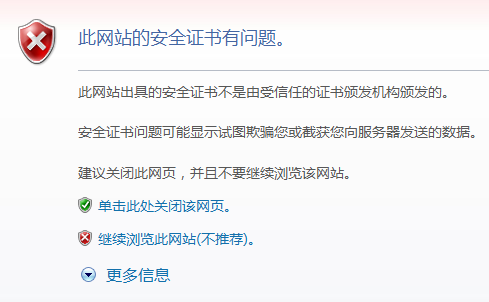 此网站的安全证书有问题。
此网站出具的安全证书不是由受信任的证书颁发机构颁发的。
安全证书问题可能显示试图欺骗您或截获您向服务器发送的数据。
建议关闭此网页，并且不要继续浏览该网站。
单击此处关闭该网页。
继续浏览此网站(不推荐)。
更多信息